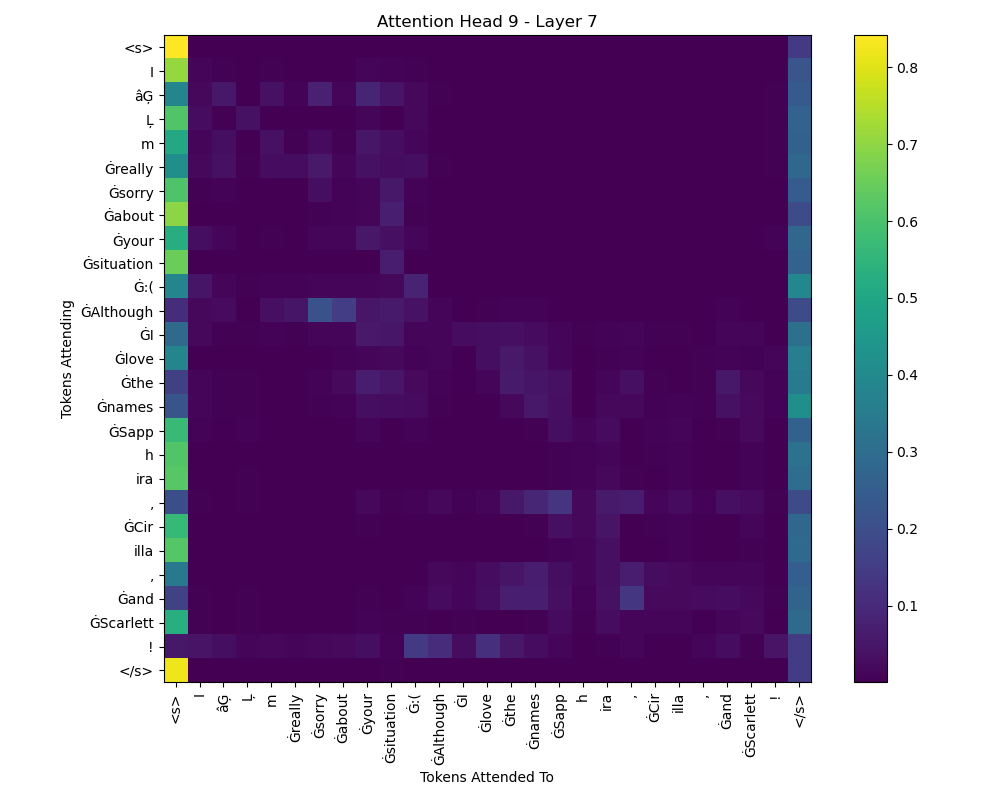 Attention Head 9 - Layer 7
Tokens Attending
<s>
I
âĢ
Ļ
m
Ġreally
Ġsorry
Ġabout
Ġyour
Ġsituation
Ġ:(
ĠAlthough
ĠI
Ġlove
Ġthe
Ġnames
ĠSapp
h
ira
,
ĠCir
illa
,
Ġand
ĠScarlett
!
</s>
<s>
I
âĢ
Ļ
m
Ġreally
Ġsorry
Ġabout
Ġyour
Ġsituation
Ġ:(
ĠAlthough
ĠI
Ġlove
Ġthe
Ġnames
ĠSapp
h
ira
,
ĠCir
illa
,
Ġand
ĠScarlett
!
</s>
Tokens Attended To
0.8
0.7
0.6
0.5
0.4
0.3
0.2
0.1